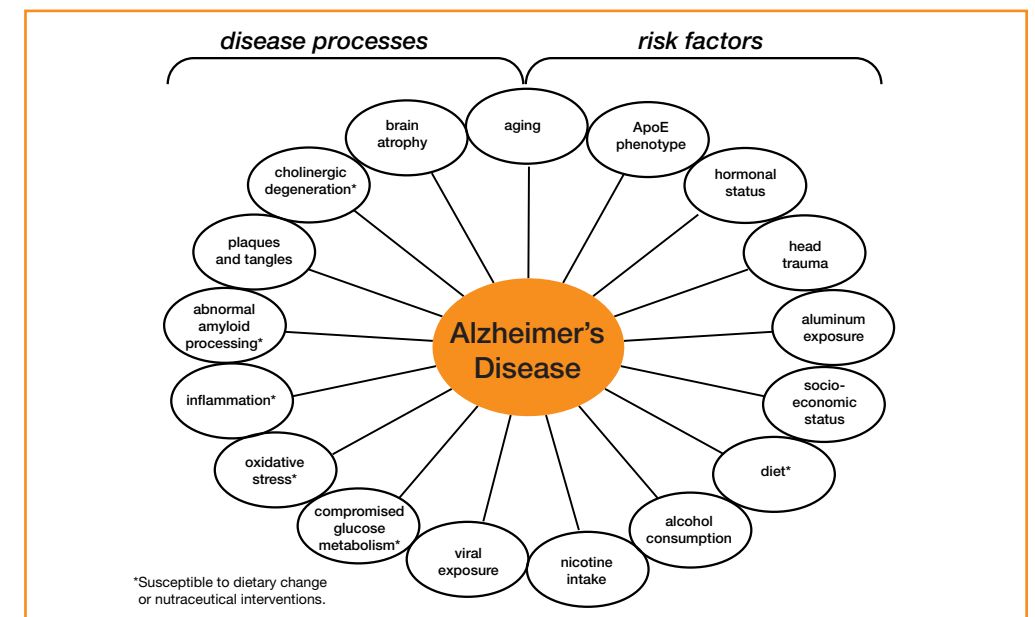 disease processes
risk factors
aging
ApoE
phenotype
hormonal
status
head
trauma
aluminum
exposure
socio-
economic
status
diet*
alcohol
consumption
nicotine
intake
viral
exposure
compromised
glucose
metabolism*
oxidative
stress*
inflammation*
abnormal
amyloid
processing*
plaques
and tangles
cholinergic
degeneration*
brain
atrophy
Alzheimer’s
Disease
*Susceptible to dietary change
or nutraceutical interventions.